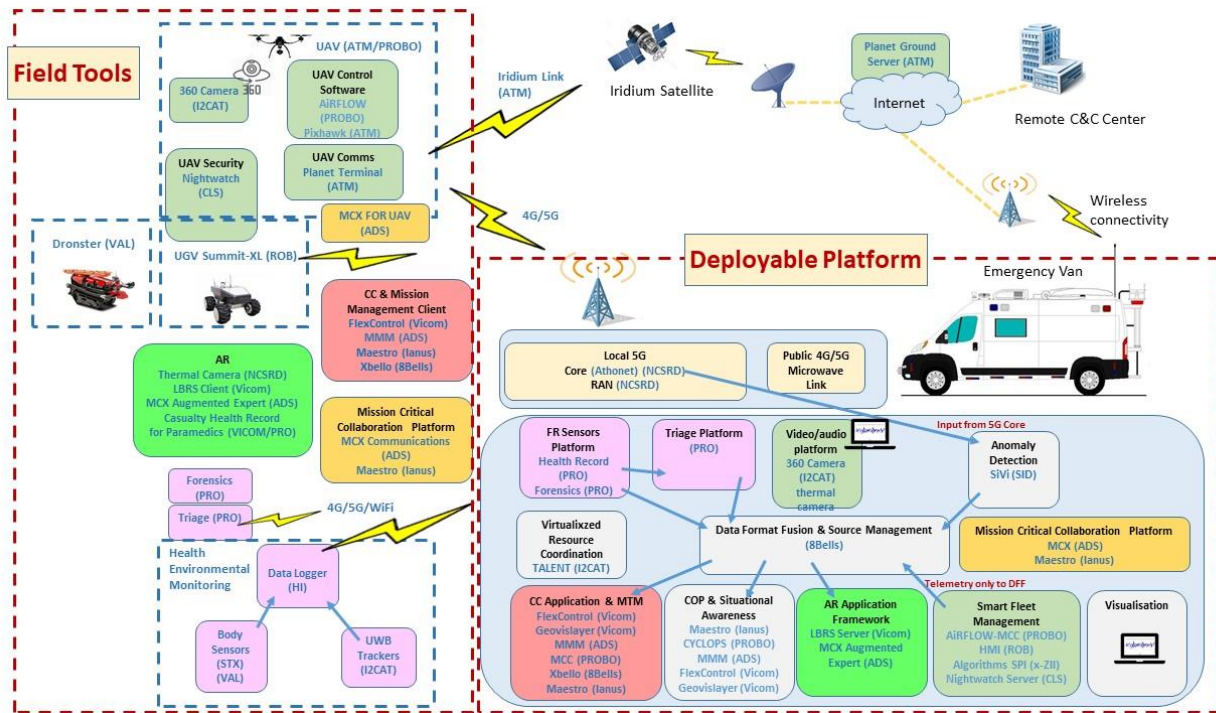 Field Tools
UAV (ATM/PROBO)
360
360 Camera
(I2CAT)
UAV Control
Software
AiRFLOW
(PROBO)
Pixhawk (ATM)
UAV Security
Nightwatch
(CLS)
UAV Comms
Planet Terminal
(ATM)
MCX FOR UAV
(ADS)
Dronster (VAL)
UGV Summit-XL (ROB)
CC & Mission
Management Client
FlexControl (Vicom)
MMM (ADS)
Maestro (Ianus)
Xbello (8Bells)
AR
Thermal Camera (NCSRD)
LBRS Client (Vicom)
MCX Augmented Expert (ADS)
Casualty Health Record
for Paramedics (VICOM/PRO)
Mission Critical
Collaboration Platform
MCX Communications
(ADS)
Maestro (Ianus)
Forensics
(PRO)
Triage (PRO)
4G/5G/WiFi
Health
Environmental
Monitoring
Data Logger
(HI)
Body
Sensors
(STX)
(VAL)
UWB
Trackers
(I2CAT)
Iridium Link
(ATM)
4G/5G
Iridium Satellite
Planet Ground
Server (ATM)
Internet
Remote C&C Center
Wireless
connectivity
Deployable Platform
Emergency Van
Local 5G
Core (Athonet) (NCSRD)
RAN (NCSRD)
Public 4G/5G
Microwave
Link
Input from 5G Core
FR Sensors
Platform
Health Record
(PRO)
Forensics (PRO)
Triage Platform
(PRO)
Video/audio
platform
360 Camera
(I2CAT)
thermal
camera
Anomaly
Detection
SiVi (SID)
Virtualixzed
Resource
Coordination
TALENT (I2CAT)
Data Format Fusion & Source Management
(8Bells)
Mission Critical Collaboration Platform
MCX (ADS)
Maestro (Ianus)
Telemetry only to DFF
CC Application & MTM
FlexControl (Vicom)
Geovislayer (Vicom)
MMM (ADS)
MCC (PROBO)
Xbello (8Bells)
Maestro (Ianus)
COP & Situational
Awareness
Maestro (Ianus)
CYCLOPS (PROBO)
MMM (ADS)
FlexControl (Vicom)
Geovislayer (Vicom)
AR Application
Framework
LBRS Server (Vicom)
MCX Augmented
Expert (ADS)
Smart Fleet
Management
AiRFLOW-MCC (PROBO)
HMI (ROB)
Algorithms SPI (x-ZII)
Nightwatch Server (CLS)
Visualisation